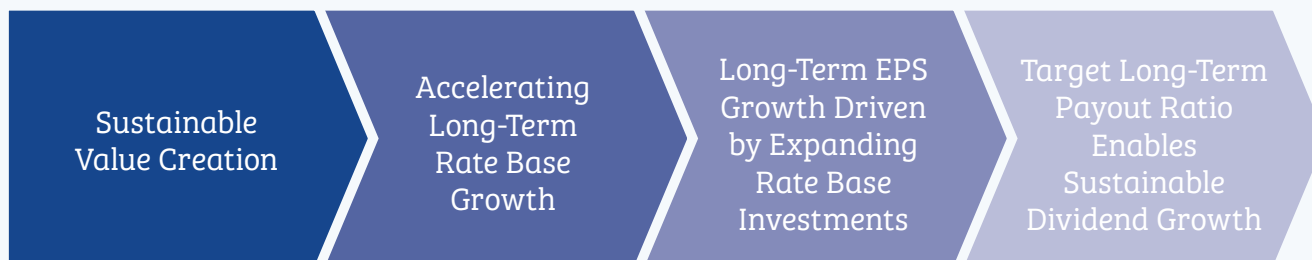 Sustainable
Value Creation
Accelerating
Long-Term
Rate Base
Growth
Long-Term EPS
Growth Driven
by Expanding
Rate Base
Investments
Target Long-Term
Payout Ratio
Enables
Sustainable
Dividend Growth